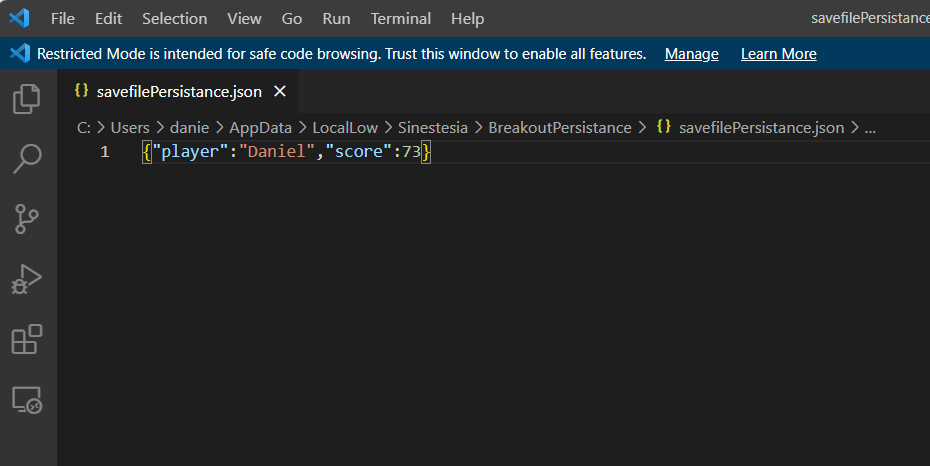 File Edit Selection View Go Run Terminal Help savefilePersistance
Restricted Mode is intended for safe code browsing. Trust this window to enable all features. Manage Learn More
{} savefilePersistance.json ×
C: > Users > danie > AppData > LocalLow > Sinestesia > BreakoutPersistance > {} savefilePersistance.json > ...
1 {"player":"Daniel","score":73}